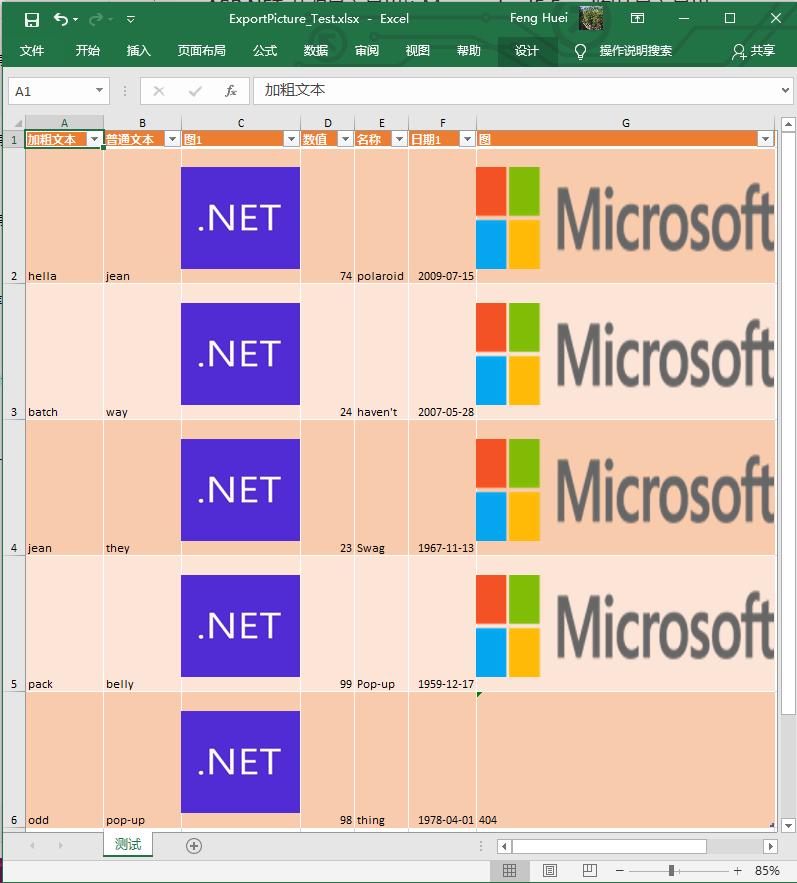 ExportPicture_Test.xlsx - Excel
Feng Huei
文件 开始 插入 页面布局 公式 数据 审阅 视图 帮助 设计 操作说明搜索 共享
A1 fx 加粗文本
A B C D E F G
1 加粗文本 普通文本 图1 数值 名称 日期1 图
.NET Microsoft
2 hella jean 74 polaroid 2009-07-15
.NET Microsoft
3 batch way 24 haven't 2007-05-28
.NET Microsoft
4 jean they 23 Swag 1967-11-13
.NET Microsoft
5 pack belly 99 Pop-up 1959-12-17
.NET
6 odd pop-up 98 thing 1978-04-01 404
测试
85%